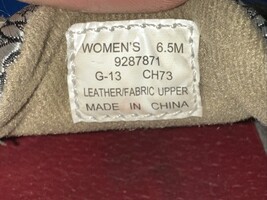 WOMEN'S 6.5M
9287871
G-13 CH73
LEATHER/FABRIC UPPER
MADE IN CHINA